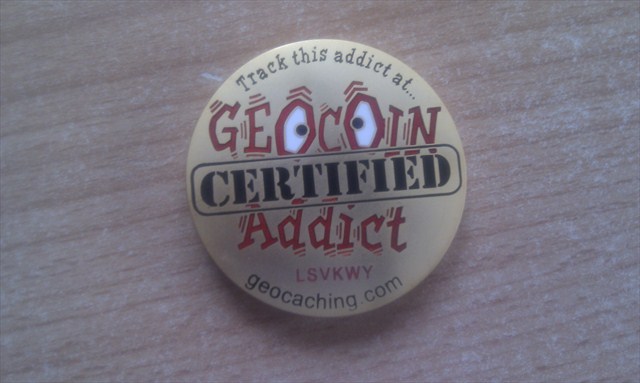 Track this addict at...
GEOCOIN
CERTIFIED
Addict
LSVKWY
geocaching.com